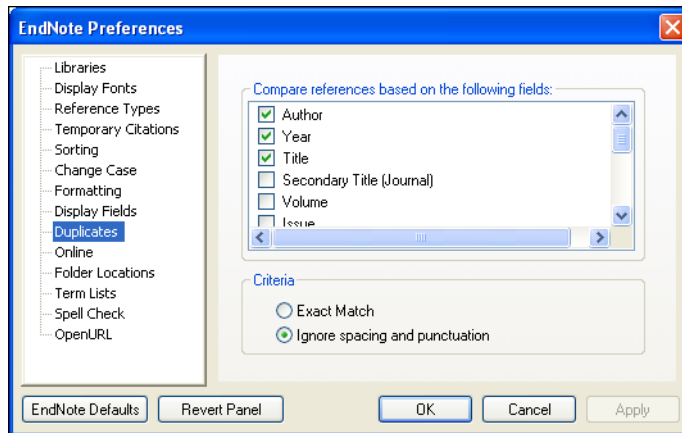 EndNote Preferences
Libraries
Display Fonts
Reference Types
Temporary Citations
Sorting
Change Case
Formatting
Display Fields
Duplicates
Online
Folder Locations
Term Lists
Spell Check
OpenURL
Compare references based on the following fields:
Author
Year
Title
Secondary Title (Journal)
Volume
Issue
Criteria
Exact Match
Ignore spacing and punctuation
EndNote Defaults
Revert Panel
OK
Cancel
Apply